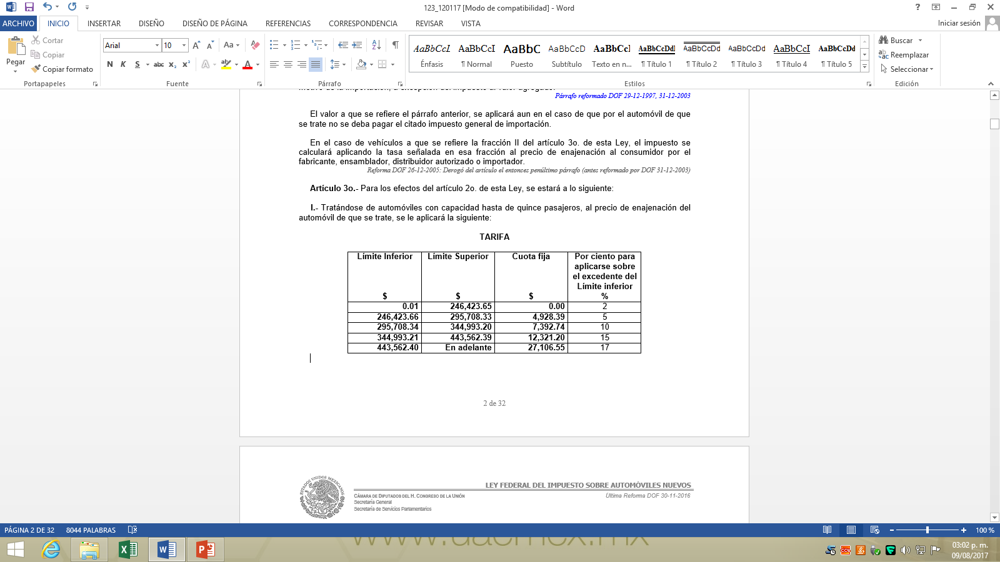 123_120117 [Modo de compatibilidad] - Word
ARCHIVO INICIO INSERTAR DISEÑO DISEÑO DE PÁGINA REFERENCIAS CORRESPONDENCIA REVISAR VISTA Iniciar sesión
Pegar
Cortar
Copiar
Copiar formato
Portapapeles
Arial 10
N K S abc x₂ x²
Fuente
Párrafo
AaBbCcI AaBbCcI AaBbC AaBbCcD AaBbCcl AaBbCcDdI AaBbCcDd AaBbCcDd AaBbCcI AaBbCcDd
Énfasis ¶ Normal Puesto Subtítulo Texto en n... ¶ Título 1 ¶ Título 2 ¶ Título 3 ¶ Título 4 ¶ Título 5
Estilos
Buscar
Reemplazar
Seleccionar
Edición
motivo de la importación, a excepción del impuesto al valor agregado.
Párrafo reformado DOF 29-12-1997, 31-12-2003
El valor a que se refiere el párrafo anterior, se aplicará aun en el caso de que por el automóvil de que
se trate no se deba pagar el citado impuesto general de importación.
En el caso de vehículos a que se refiere la fracción II del artículo 3o. de esta Ley, el impuesto se
calculará aplicando la tasa señalada en esa fracción al precio de enajenación al consumidor por el
fabricante, ensamblador, distribuidor autorizado o importador.
Reforma DOF 26-12-2005: Derogó del artículo el entonces penúltimo párrafo (antes reformado por DOF 31-12-2003)
Artículo 3o.- Para los efectos del artículo 2o. de esta Ley, se estará a lo siguiente:
I.- Tratándose de automóviles con capacidad hasta de quince pasajeros, al precio de enajenación del
automóvil de que se trate, se le aplicará la siguiente:
TARIFA
Límite Inferior Límite Superior Cuota fija Por ciento para
aplicarse sobre
el excedente del
Límite inferior
$ $ $ %
0.01 246,423.65 0.00 2
246,423.66 295,708.33 4,928.39 5
295,708.34 344,993.20 7,392.74 10
344,993.21 443,562.39 12,321.20 15
443,562.40 En adelante 27,106.55 17
2 de 32
ESTADOS UNIDOS MEXICANOS
LEY FEDERAL DEL IMPUESTO SOBRE AUTOMÓVILES NUEVOS
CÁMARA DE DIPUTADOS DEL H. CONGRESO DE LA UNIÓN Última Reforma DOF 30-11-2016
Secretaría General
Secretaría de Servicios Parlamentarios
PÁGINA 2 DE 32 8044 PALABRAS 100 %
03:02 p. m.
09/08/2017